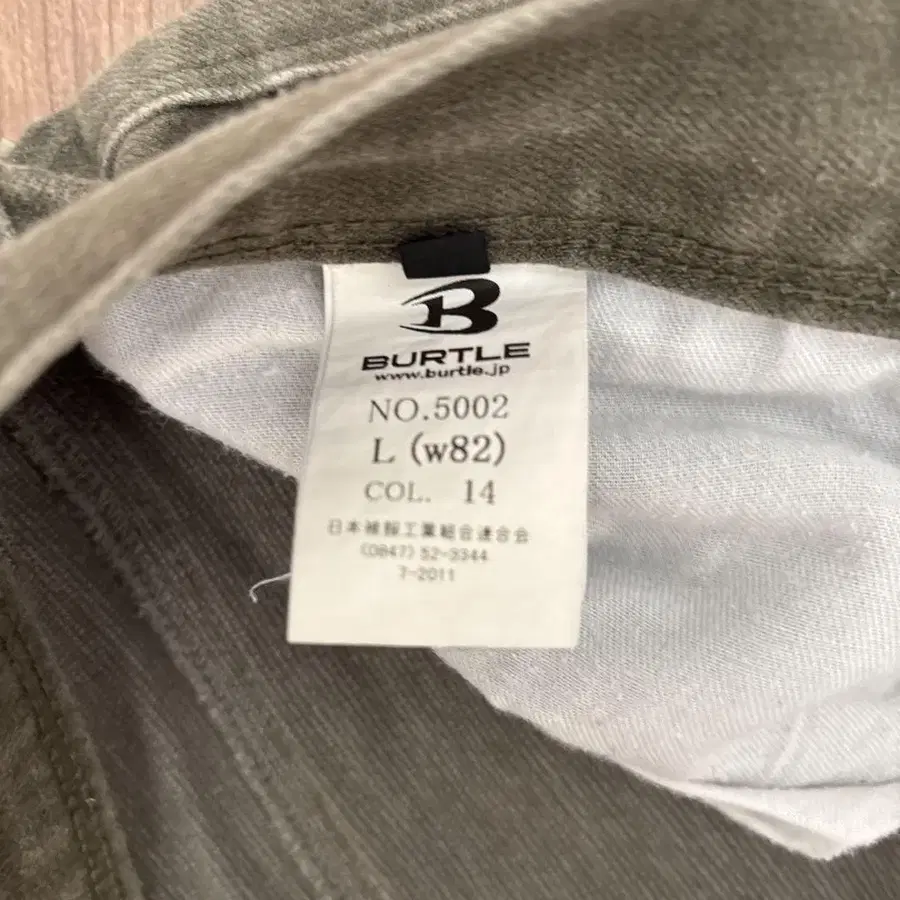 B
BURTLE
www.burtle.jp
NO.5002
L (w82)
COL. 14
日本被服工業組合連合会
(0847) 52-3344
7-2011